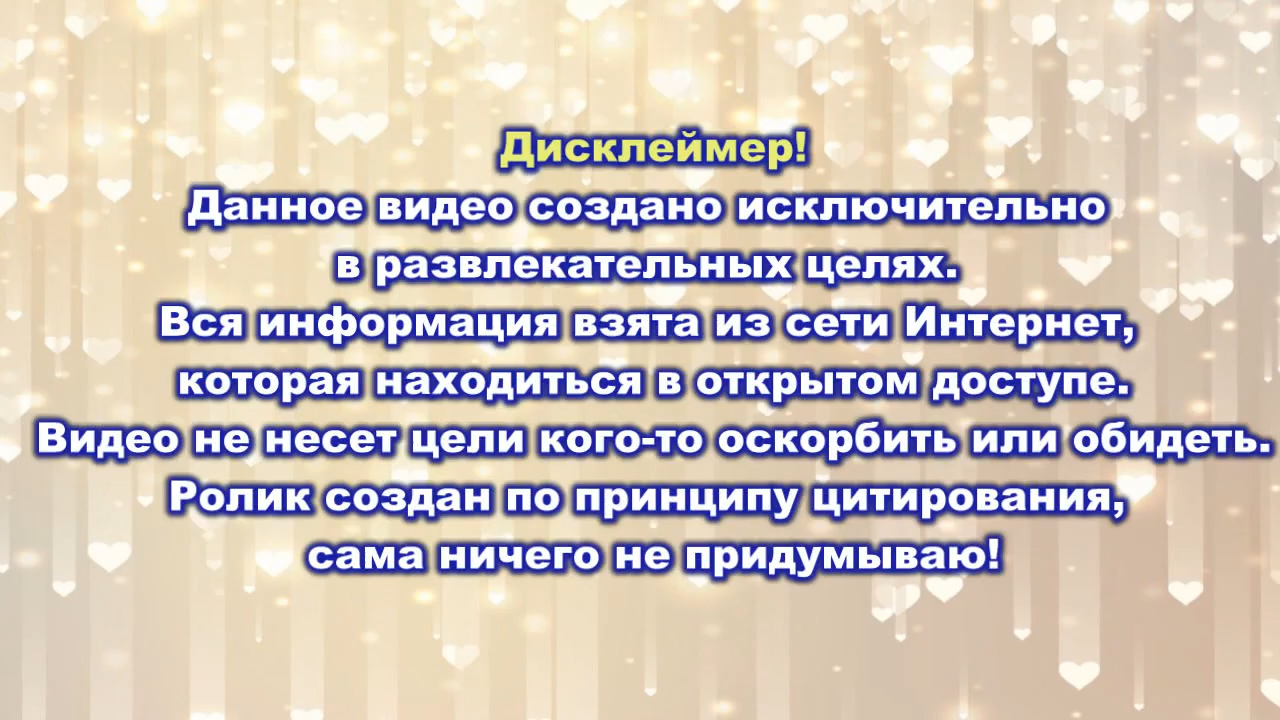 Дисклеймер!
Данное видео создано исключительно
в развлекательных целях.
Вся информация взята из сети Интернет,
которая находиться в открытом доступе.
Видео не несет цели кого-то оскорбить или обидеть.
Ролик создан по принципу цитирования,
сама ничего не придумываю!